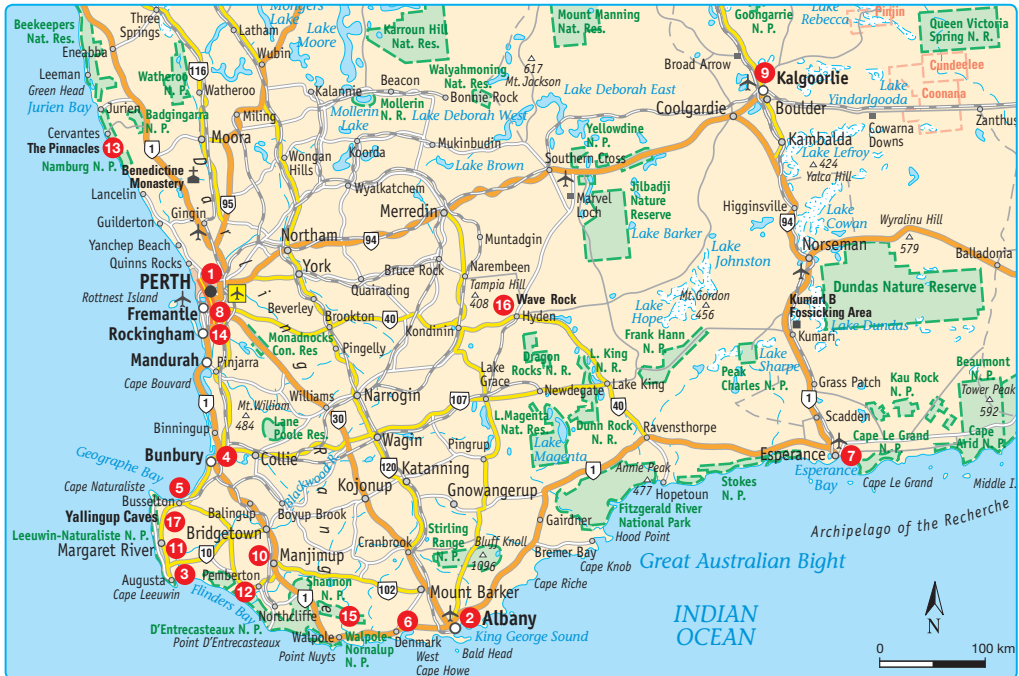 Beekeepers
Nat. Res.
Three
Springs
Eneabba
Leeman
Green Head
Jurien Bay
Jurien
Latham
Wubin
Mongers
Lake
Lake
Moore
Karroun Hill
Nat. Res.
Mount Manning
Nat. Res.
Goongarrie
N. P.
Lake
Rebecca
Pinjin
Queen Victoria
Spring N. R.
Cundeelee
Coonana
Zanthus
116
Watheroo
N. P.
Watheroo
Badgingarra
N. P.
Kalannie
Beacon
Mollerin
N. R.
Mollerin
Lake
Walyahmoning
Nat. Res.
617
Mt. Jackson
Bonnie Rock
Lake Deborah West
Lake Deborah East
Broad Arrow
9
Kalgoorlie
Boulder
Coolgardie
Lake
Yindarlgooda
Cowarna
Downs
Kambalda
Lake Lefroy
424
Yalca Hill
Cervantes
The Pinnacles
13
Namburg N. P.
1
Benedictine
Monastery
Moora
Miling
Wongan
Hills
Koorda
Mukinbudin
Lake Brown
Yellowdine
N. P.
Southern Cross
Marvel
Loch
Jilbadji
Nature
Reserve
Lancelin
Guilderton
Gingin
95
Wyalkatchem
Merredin
Higginsville
94
Lake
Cowan
Wyralinu Hill
579
Balladonia
Norseman
Yanchep Beach
Quinns Rocks
Northam
94
Muntadgin
Lake Barker
Lake
Johnston
Darling Range
1
PERTH
Rottnest Island
York
Bruce Rock
Quairading
Narembeen
Tampia Hill
408
16
Wave Rock
Hyden
Mt. Gordon
456
Lake
Hope
Kumarl B
Fossicking Area
Dundas Nature Reserve
Lake Dundas
Kumarl
Fremantle
8
Rockingham
14
Mandurah
Beverley
Brookton
40
Kondinin
Monadnocks
Con. Res
Pingelly
Pinjarra
Cape Bouvard
Frank Hann
N. P.
Dragon
Rocks N. R.
L. King
N. R.
Lake King
Lake
Sharpe
Peak
Charles N. P.
Grass Patch
Kau Rock
N. P.
Beaumont
N. P.
Tower Peak
592
Lake
Grace
107
Newdegate
40
1
Scadden
1
Mt. William
484
Williams
Narrogin
30
Lane
Poole Res.
Binningup
Wagin
L.Magenta
Nat. Res.
Dunn Rock
N. R.
Lake
Magenta
Ravensthorpe
Esperance
7
Esperance
Bay
Cape Le Grand
N. P.
Cape
Arid N. P.
Cape Le Grand
Middle I.
Bunbury
4
Collie
Geographe Bay
Pingrup
120
Katanning
1
Annie Peak
477
Hopetoun
Stokes
N. P.
Fitzgerald River
National Park
Hood Point
Cape Naturaliste
5
Busselton
Blackwood
Kojonup
Gnowangerup
Gairdner
Archipelago of the Recherche
Yallingup Caves
17
Balingup
Boyup Brook
Leeuwin-Naturaliste N. P.
Bridgetown
Margaret River
11
10
10
Manjimup
Cranbrook
Stirling
Range
N. P.
Bluff Knoll
1096
Bremer Bay
Cape Knob
Cape Riche
Great Australian Bight
Augusta
3
Cape Leeuwin
Pemberton
12
Flinders Bay
Shannon
N. P.
1
102
Mount Barker
Northcliffe
15
6
2
Albany
King George Sound
INDIAN
OCEAN
D'Entrecasteaux N. P.
Point D'Entrecasteaux
Walpole
Walpole-
Nornalup
N. P.
Point Nuyts
Denmark
West
Cape Howe
Bald Head
N
0
100 km